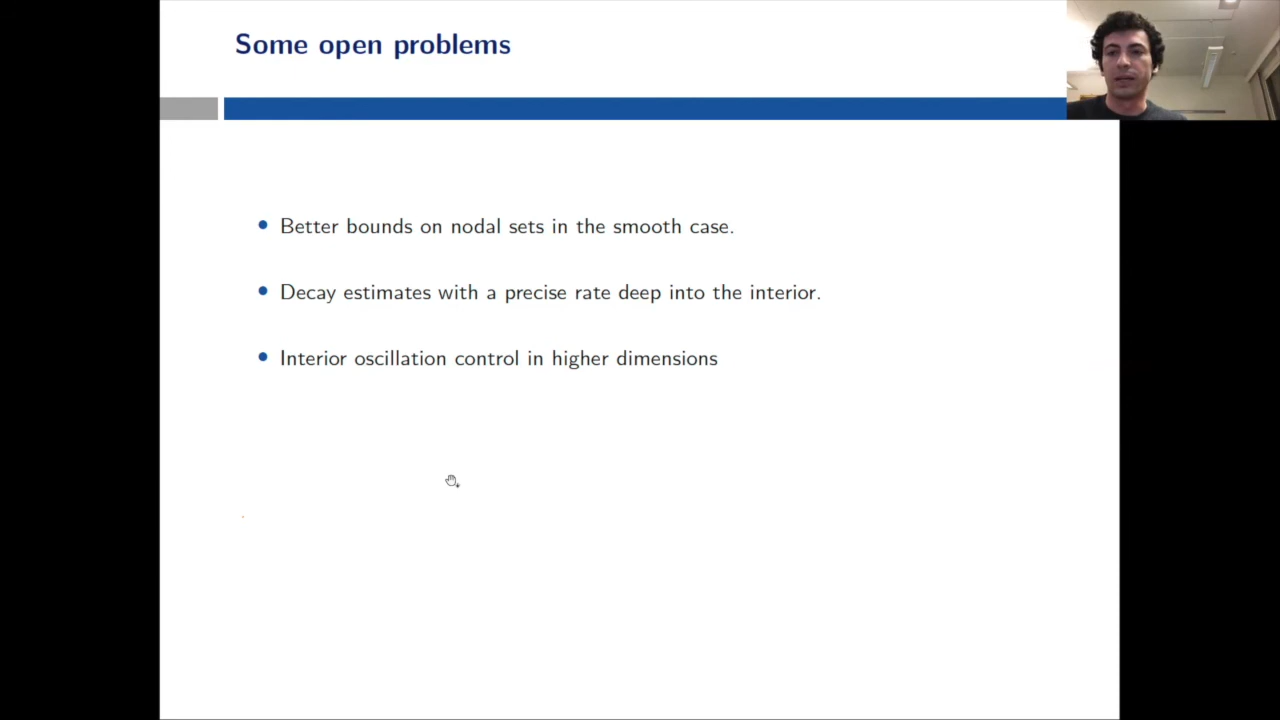 Some open problems
Better bounds on nodal sets in the smooth case.
Decay estimates with a precise rate deep into the interior.
Interior oscillation control in higher dimensions